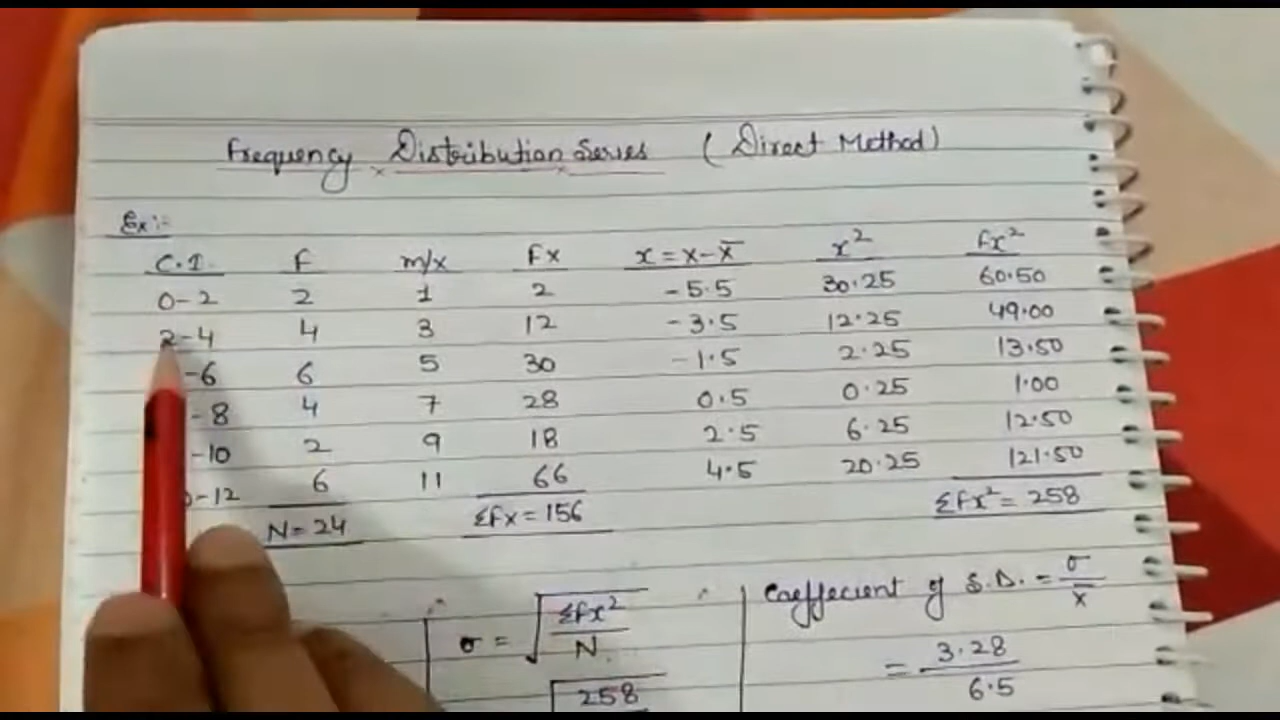 Frequency Distribution Series (Direct Method)
Ex:-
C.I. F m/x Fx x = x-x̅ x² fx²
0-2 2 1 2 -5.5 30.25 60.50
2-4 4 3 12 -3.5 12.25 49.00
-6 6 5 30 -1.5 2.25 13.50
-8 4 7 28 0.5 0.25 1.00
-10 2 9 18 2.5 6.25 12.50
-12 6 11 66 4.5 20.25 121.50
N=24 Σfx = 156 Σfx² = 258
σ = √Σfx²/N
258
Coeffecient of S.D. = σ/x̅
= 3.28/6.5